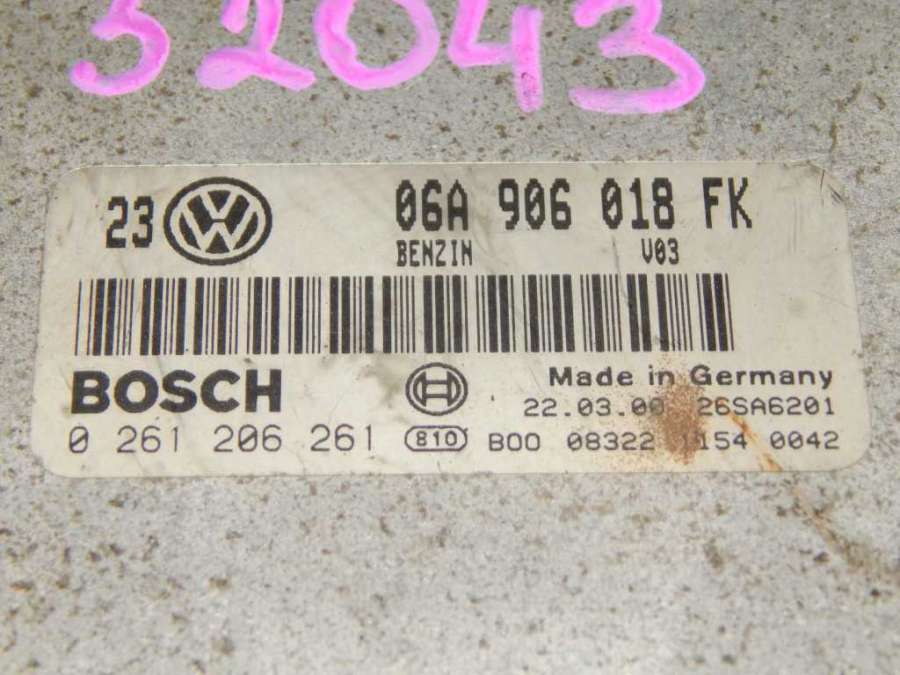 52043
23 06A 906 018 FK
BENZIN V03
BOSCH Made in Germany
22.03.00 26SA6201
0 261 206 261 810 B00 08322 1154 0042